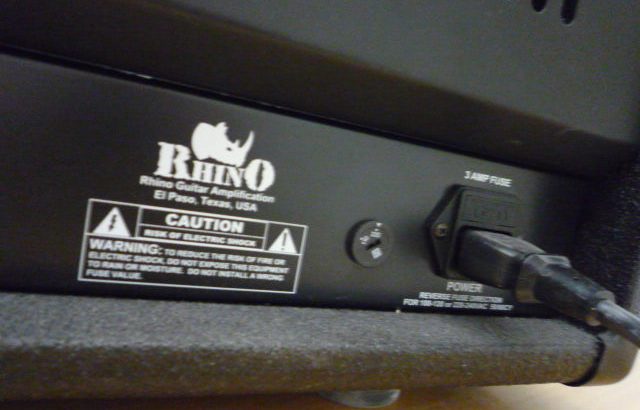 RHINO
Rhino Guitar Amplification
El Paso, Texas, USA
CAUTION
RISK OF ELECTRIC SHOCK
WARNING: TO REDUCE THE RISK OF FIRE OR
ELECTRIC SHOCK, DO NOT EXPOSE THIS EQUIPMENT
TO RAIN OR MOISTURE. DO NOT INSTALL A WRONG
FUSE VALUE.
3 AMP FUSE
POWER
REVERSE FUSE DIRECTION
FOR